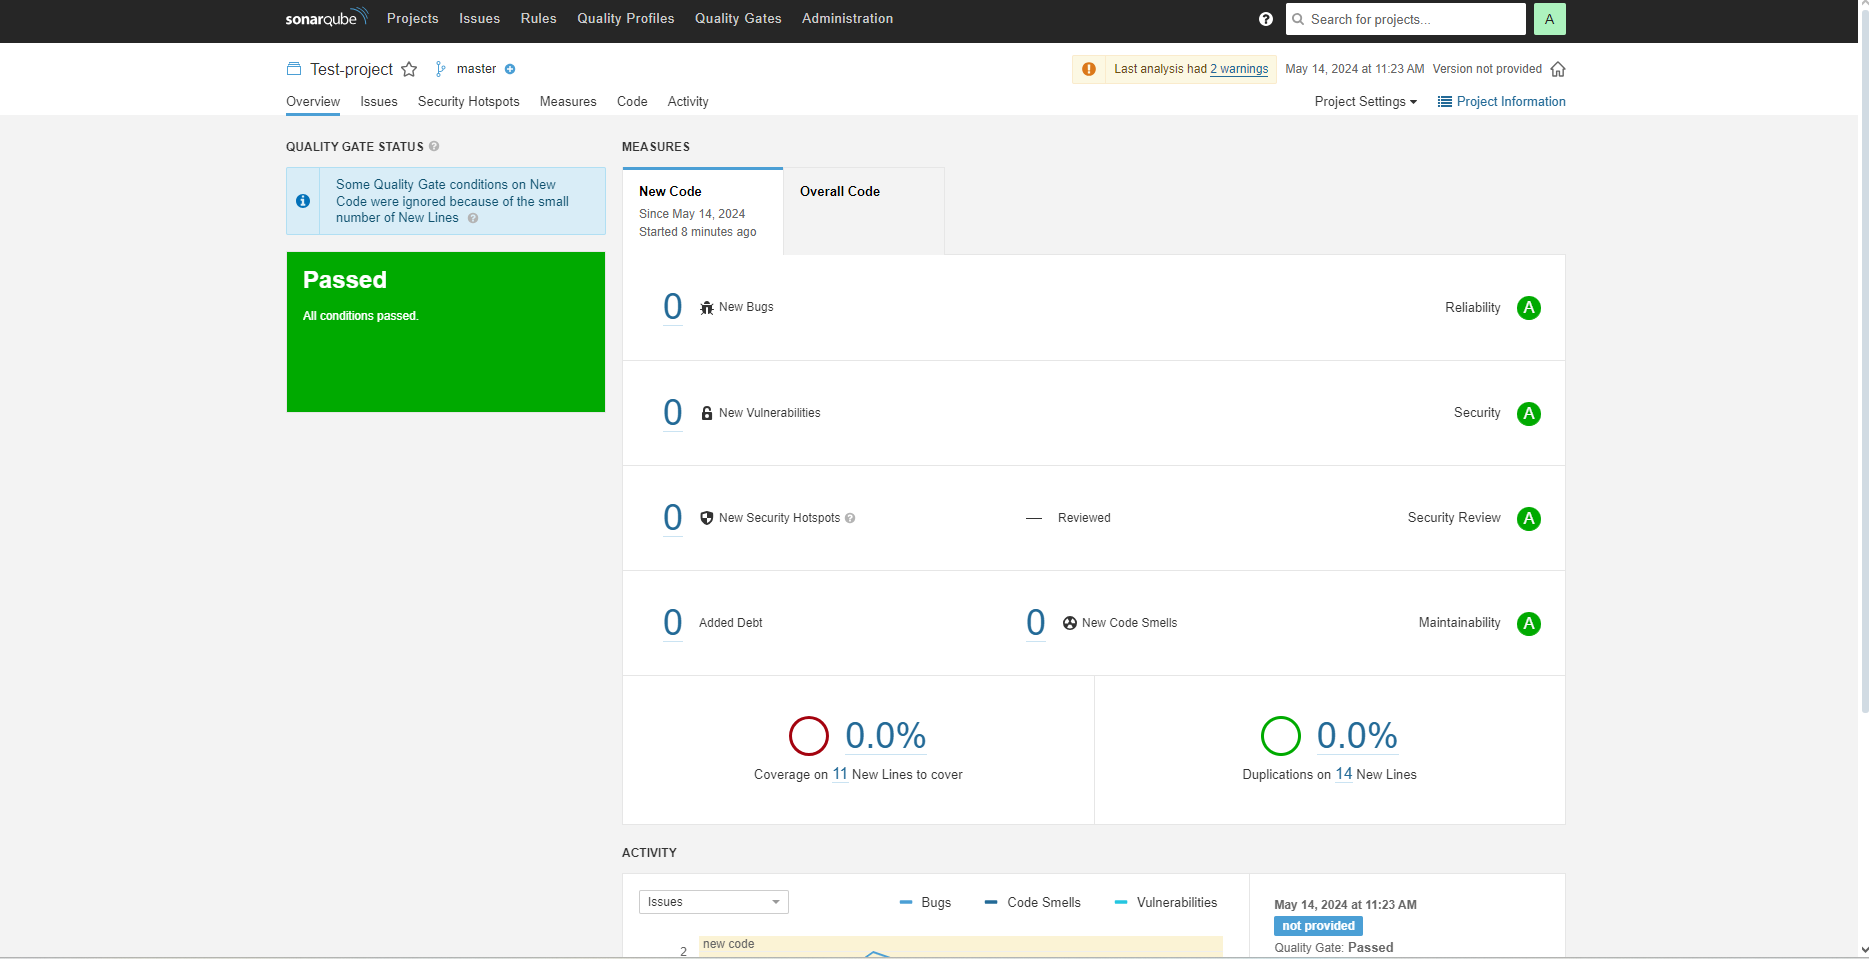 sonarqube Projects Issues Rules Quality Profiles Quality Gates Administration ? Search for projects... A
Test-project master Last analysis had 2 warnings May 14, 2024 at 11:23 AM Version not provided
Overview Issues Security Hotspots Measures Code Activity Project Settings Project Information
QUALITY GATE STATUS ?
Some Quality Gate conditions on New
Code were ignored because of the small
number of New Lines ?
Passed
All conditions passed.
MEASURES
New Code
Since May 14, 2024
Started 8 minutes ago
Overall Code
0 New Bugs Reliability A
0 New Vulnerabilities Security A
0 New Security Hotspots ? — Reviewed Security Review A
0 Added Debt 0 New Code Smells Maintainability A
0.0%
Coverage on 11 New Lines to cover
0.0%
Duplications on 14 New Lines
ACTIVITY
Issues Bugs Code Smells Vulnerabilities
2 new code
May 14, 2024 at 11:23 AM
not provided
Quality Gate: Passed